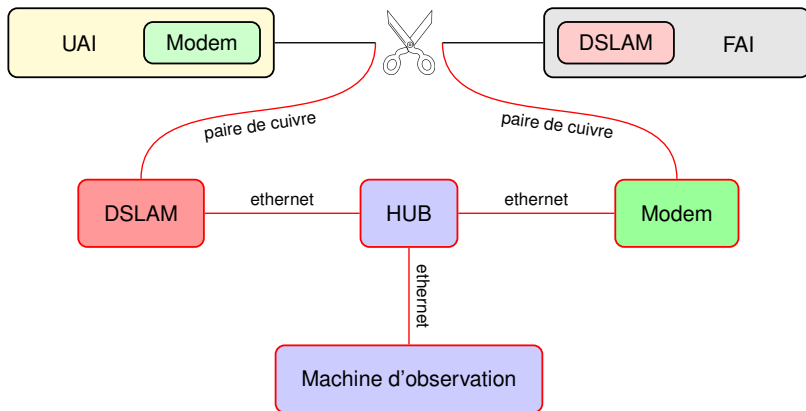 UAI
Modem
DSLAM
FAI
paire de cuivre
paire de cuivre
DSLAM
ethernet
HUB
ethernet
Modem
ethernet
Machine d'observation